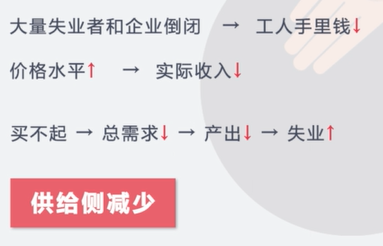 大量失业者和企业倒闭 → 工人手里钱↓
价格水平↑ → 实际收入↓
买不起 → 总需求↓ → 产出↓ → 失业↑
供给侧减少